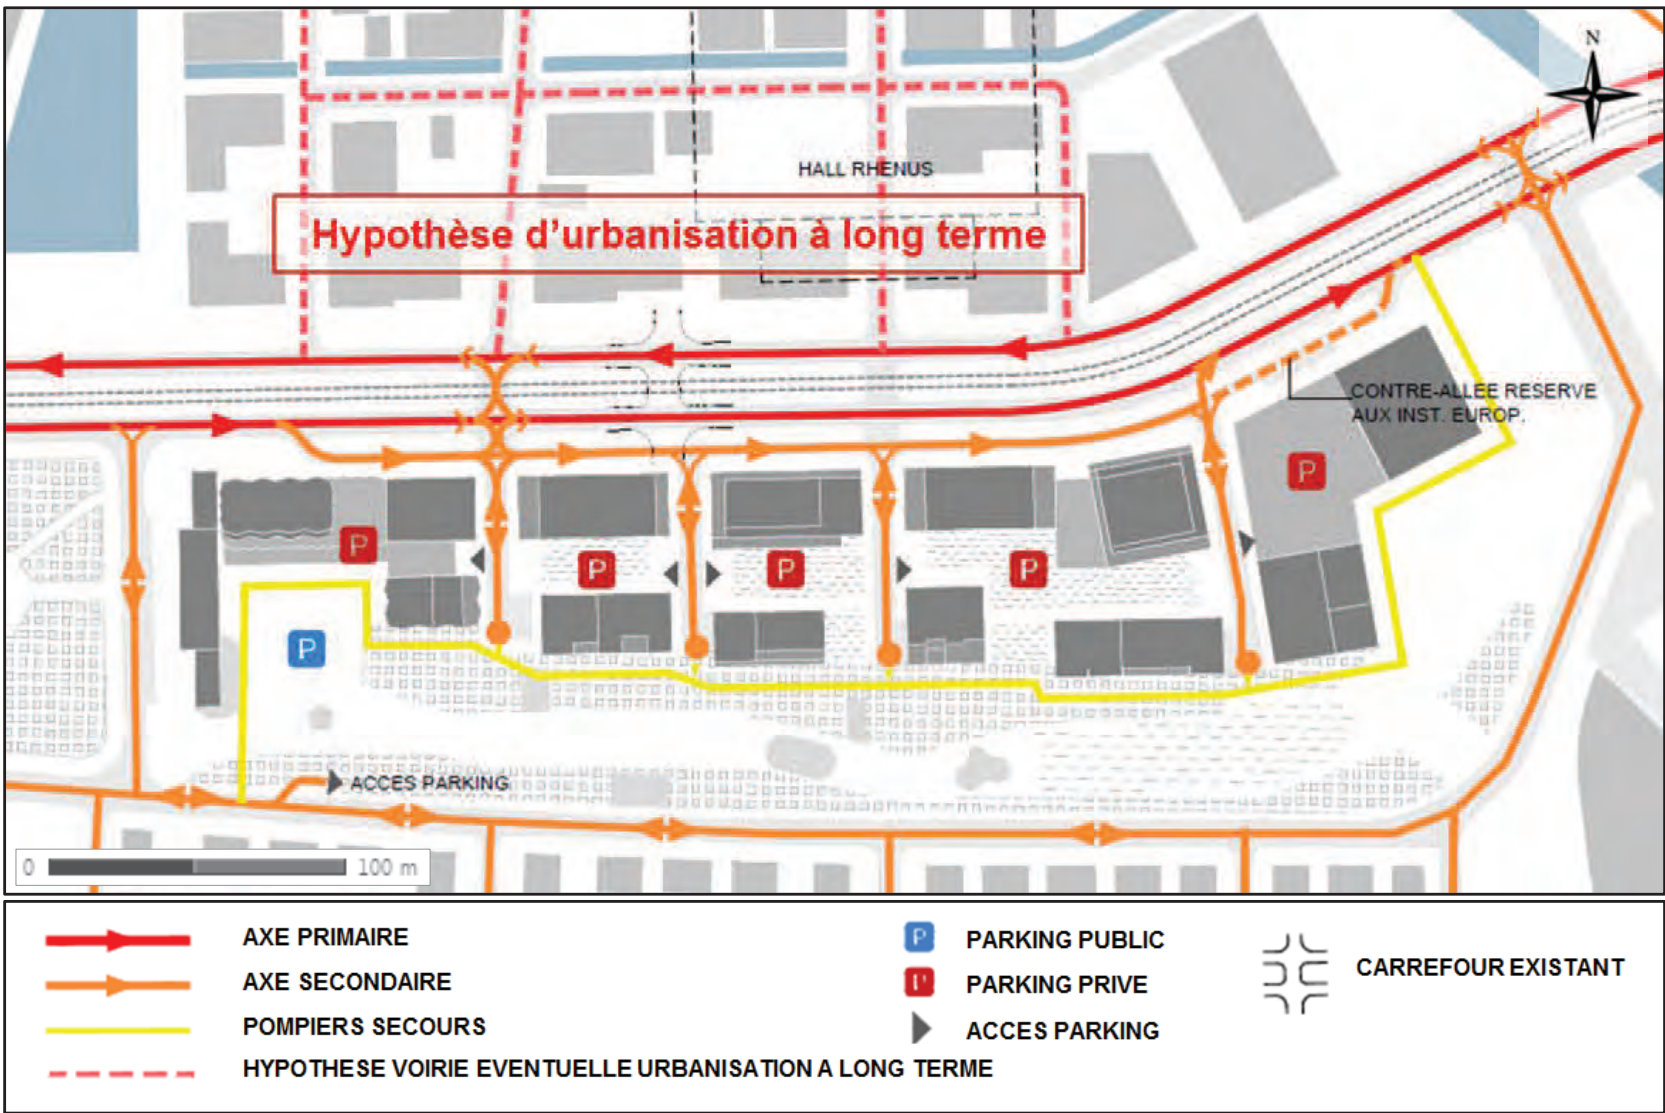 N
HALL RHENUS
Hypothèse d'urbanisation à long terme
CONTRE-ALLEE RESERVE
AUX INST. EUROP.
P
P
P
P
P
P
ACCES PARKING
0 100 m
AXE PRIMAIRE
AXE SECONDAIRE
POMPIERS SECOURS
HYPOTHESE VOIRIE EVENTUELLE URBANISATION A LONG TERME
P PARKING PUBLIC
P PARKING PRIVE
ACCES PARKING
CARREFOUR EXISTANT